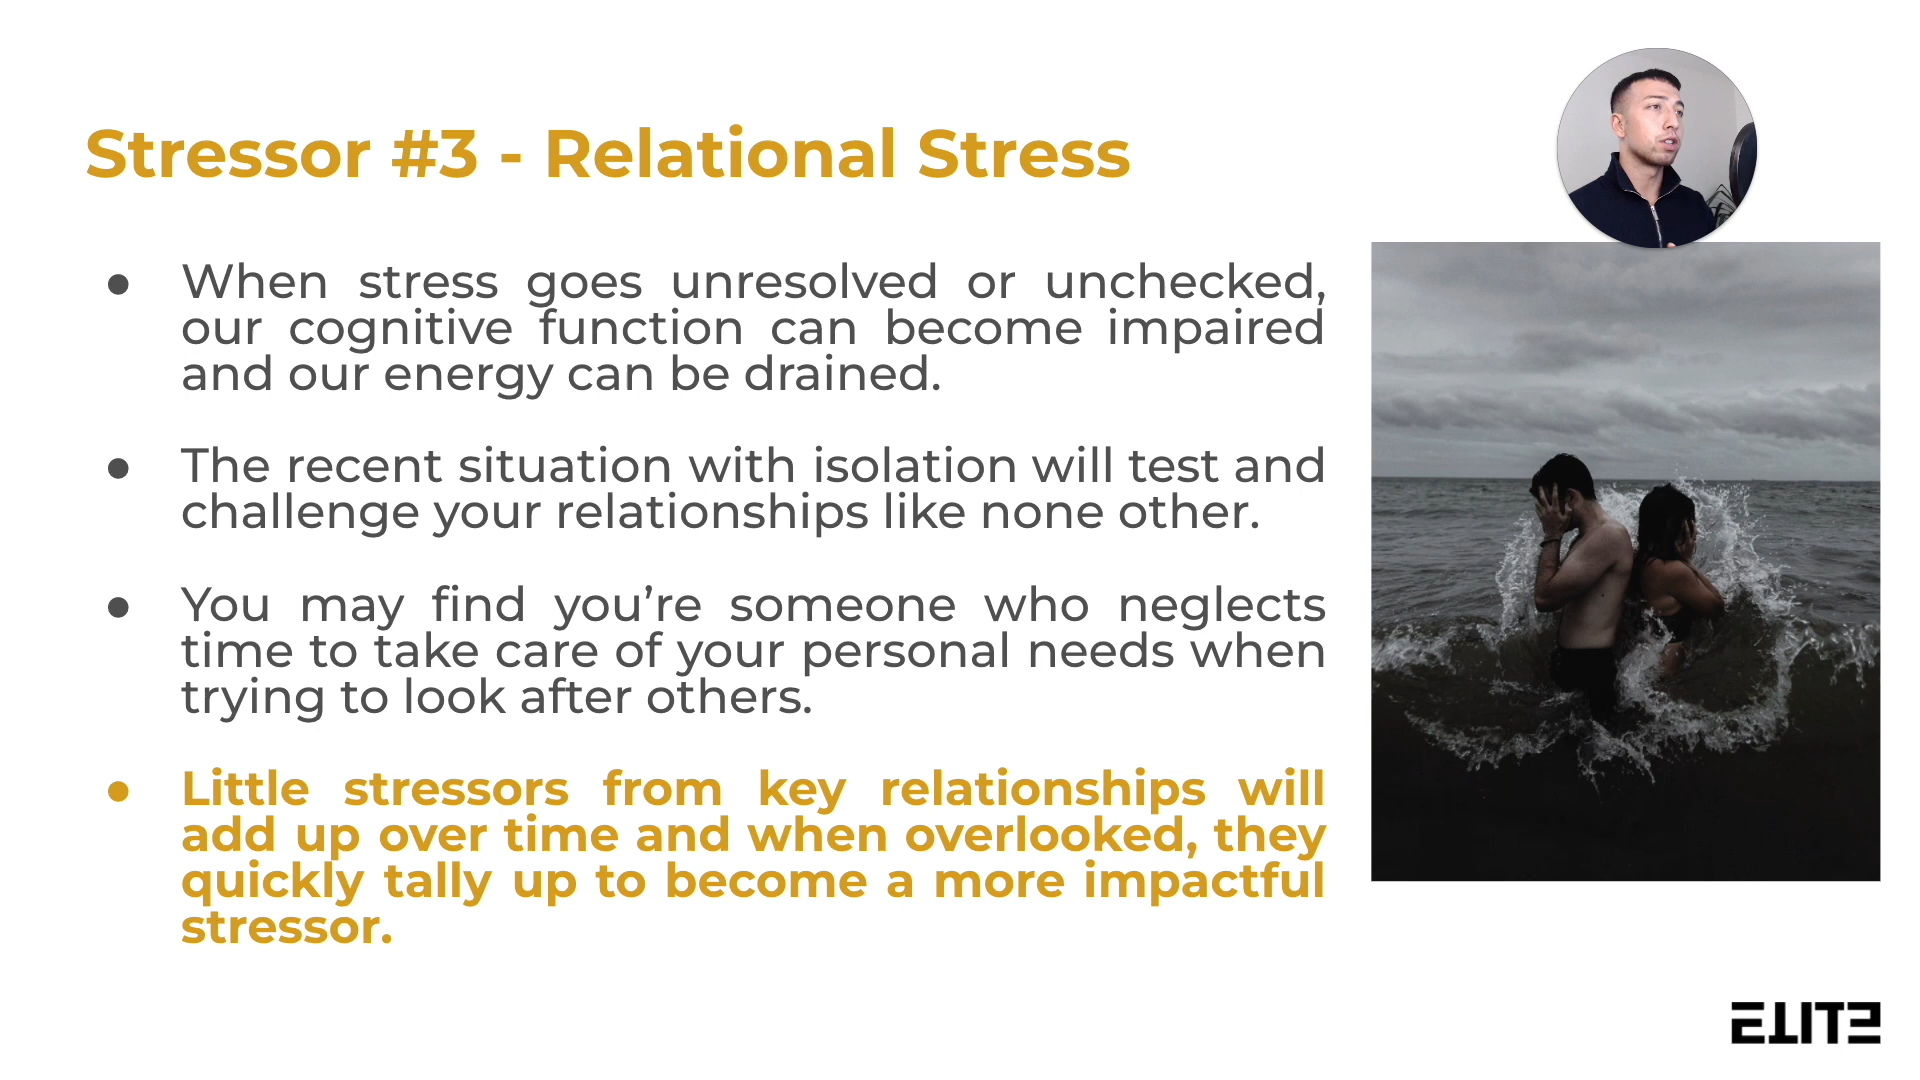 Stressor #3 - Relational Stress
● When stress goes unresolved or unchecked,
our cognitive function can become impaired
and our energy can be drained.
● The recent situation with isolation will test and
challenge your relationships like none other.
● You may find you’re someone who neglects
time to take care of your personal needs when
trying to look after others.
● Little stressors from key relationships will
add up over time and when overlooked, they
quickly tally up to become a more impactful
stressor.
ELITE